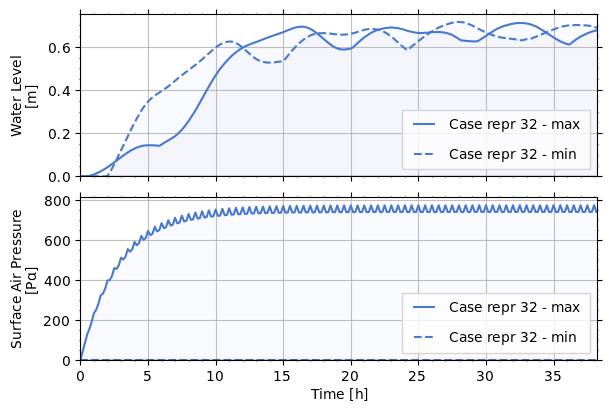 0.6
0.4
0.2
0.0
Water Level
[m]
Case repr 32 - max
Case repr 32 - min
800
600
400
200
0
Surface Air Pressure
[Pa]
Case repr 32 - max
Case repr 32 - min
0 5 10 15 20 25 30 35
Time [h]